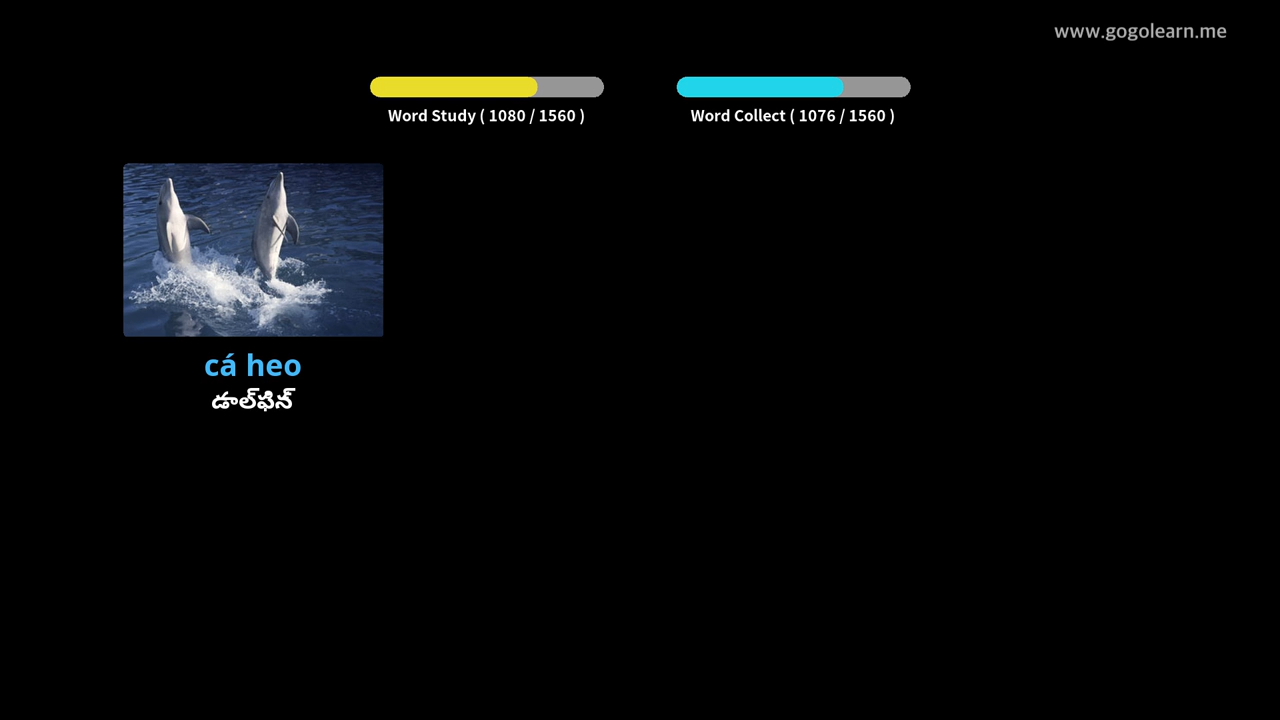 www.gogolearn.me
Word Study ( 1080 / 1560 )
Word Collect ( 1076 / 1560 )
cá heo
డాల్ఫిన్